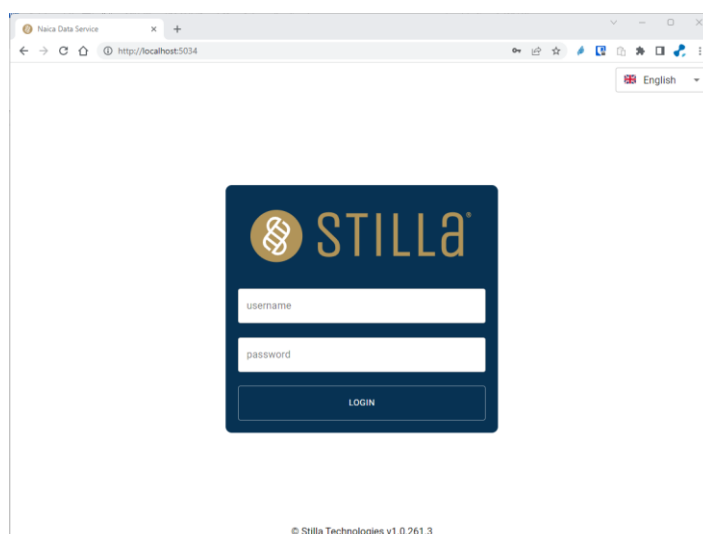 Naica Data Service
http://localhost:5034
English
STILLa®
username
password
LOGIN
© Stilla Technologies v1.0.261.3